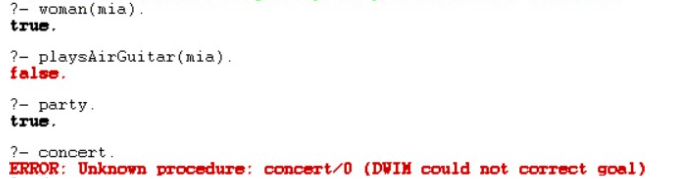 ?- woman(mia).
true.
?- playsAirGuitar(mia).
false.
?- party.
true.
?- concert.
ERROR: Unknown procedure: concert/0 (DWIM could not correct goal)